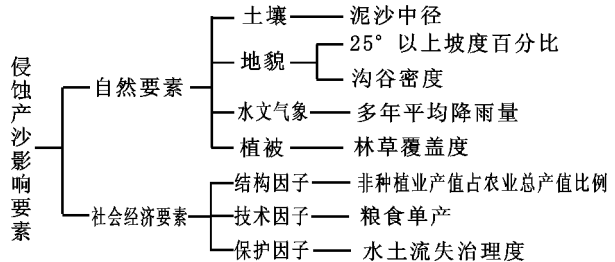 侵蚀产沙影响要素
自然要素
土壤
泥沙中径
地貌
25°以上坡度百分比
沟谷密度
水文气象
多年平均降雨量
植被
林草覆盖度
社会经济要素
结构因子
非种植业产值占农业总产值比例
技术因子
粮食单产
保护因子
水土流失治理度